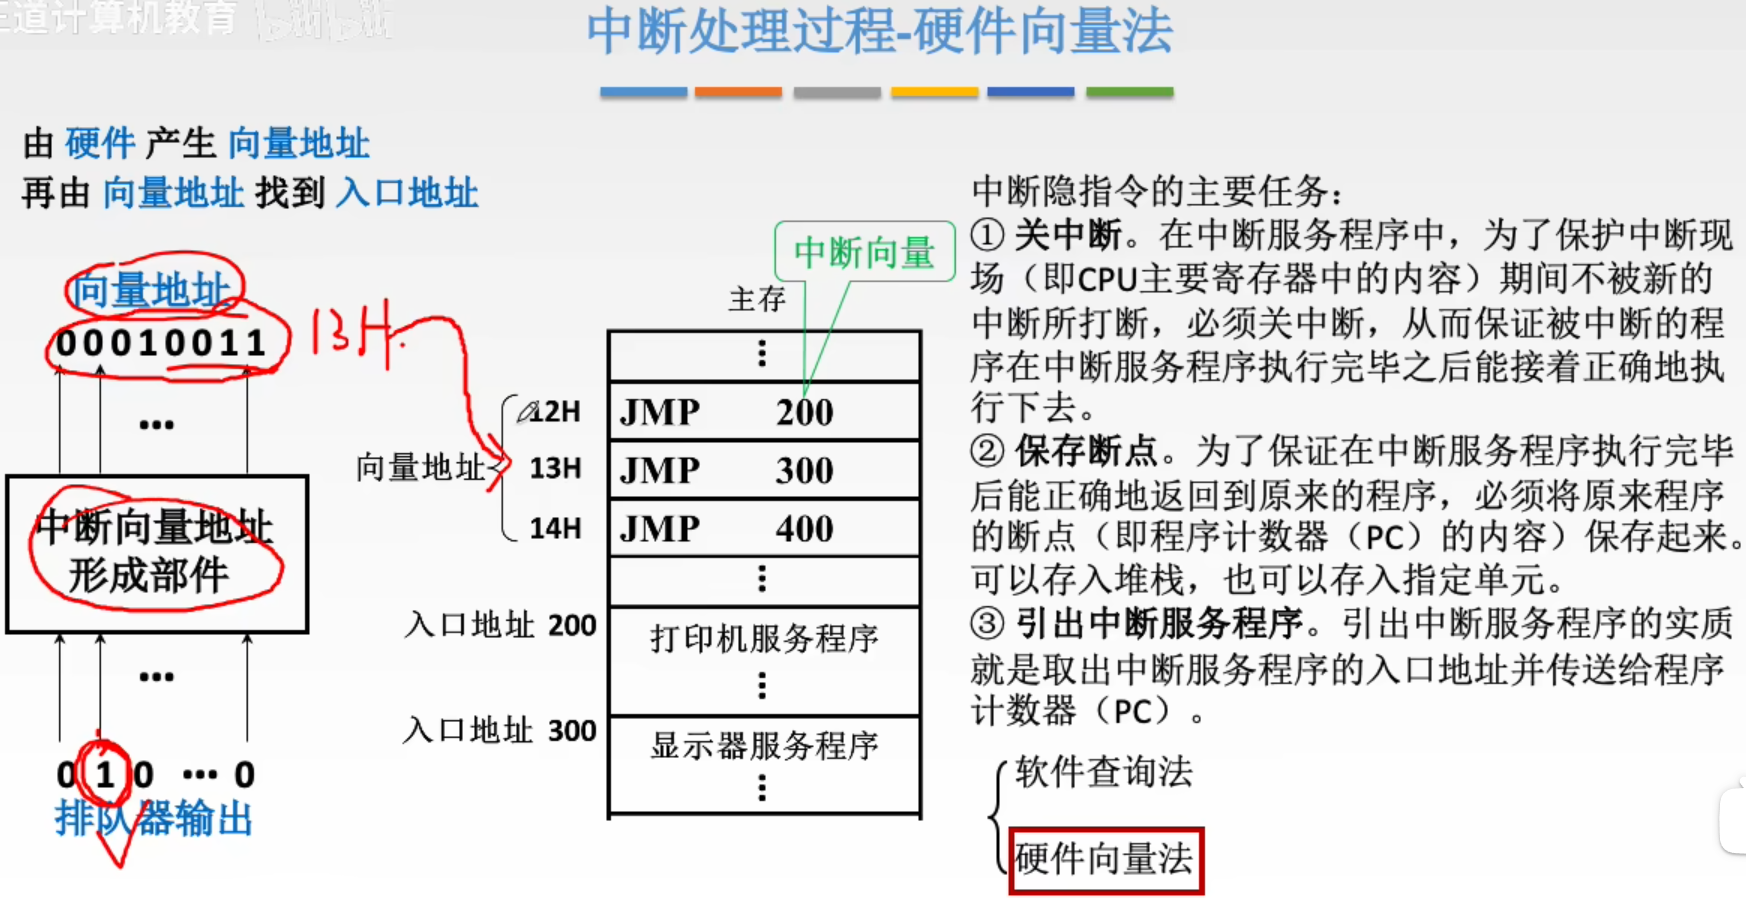 王道计算机教育 bilibili
中断处理过程-硬件向量法
由 硬件 产生 向量地址
再由 向量地址 找到 入口地址
向量地址
00010011
13H
…
中断向量地址
形成部件
…
0 1 0 … 0
排队器输出
中断向量
主存
⋮
12H JMP 200
向量地址 13H JMP 300
14H JMP 400
⋮
入口地址 200 打印机服务程序
⋮
入口地址 300 显示器服务程序
⋮
中断隐指令的主要任务：
① 关中断。在中断服务程序中，为了保护中断现
场（即CPU主要寄存器中的内容）期间不被新的
中断所打断，必须关中断，从而保证被中断的程
序在中断服务程序执行完毕之后能接着正确地执
行下去。
② 保存断点。为了保证在中断服务程序执行完毕
后能正确地返回到原来的程序，必须将原来程序
的断点（即程序计数器（PC）的内容）保存起来。
可以存入堆栈，也可以存入指定单元。
③ 引出中断服务程序。引出中断服务程序的实质
就是取出中断服务程序的入口地址并传送给程序
计数器（PC）。
软件查询法
硬件向量法